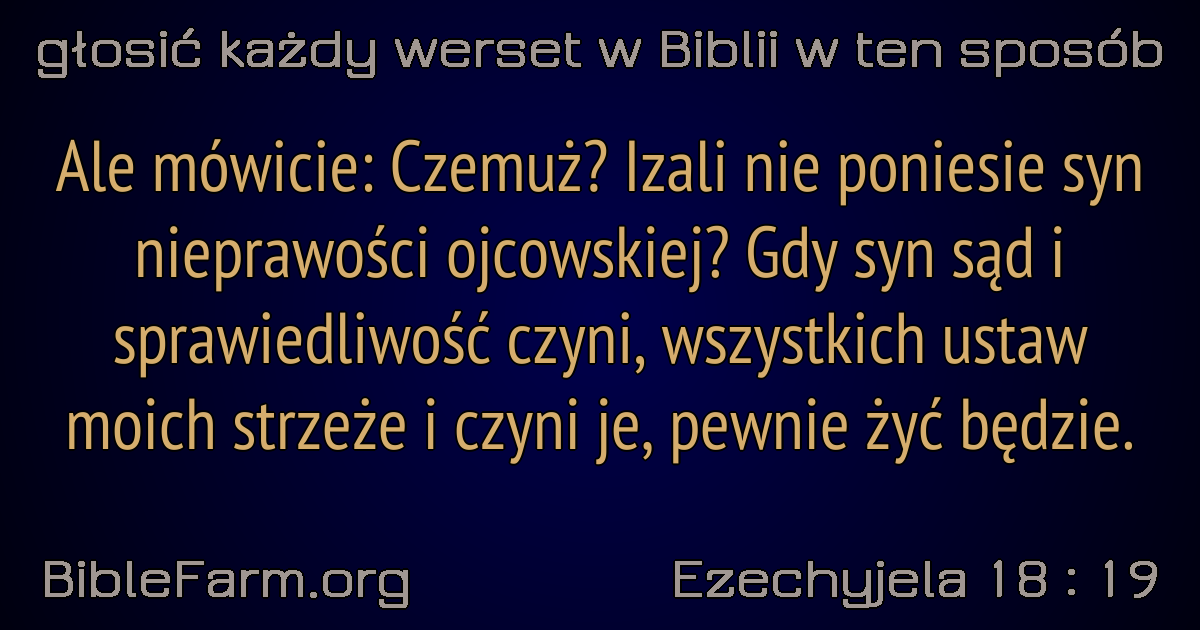 głosić każdy werset w Biblii w ten sposób
Ale mówicie: Czemuż? Izali nie poniesie syn
nieprawości ojcowskiej? Gdy syn sąd i
sprawiedliwość czyni, wszystkich ustaw
moich strzeże i czyni je, pewnie żyć będzie.
BibleFarm.org
Ezechyjela 18 : 19